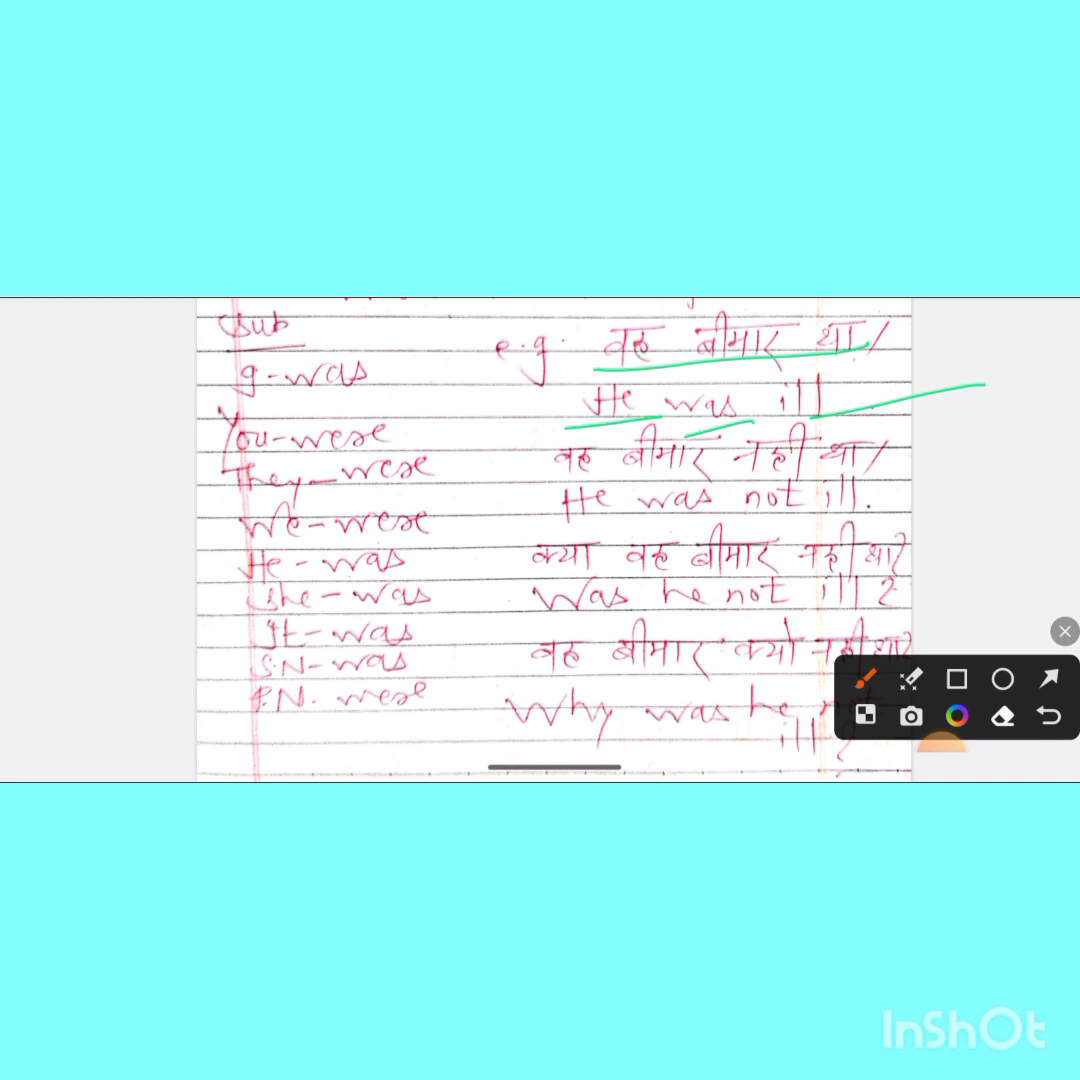 Sub
e.g. वह बीमार था/
I-was
He was ill
You-were
They-were
वह बीमार नही था/
We-were
He was not ill.
He-was
क्या वह बीमार नही था?
She-was
Was he not ill?
It-was
वह बीमार क्यो नही था?
S.N-was
P.N. were
Why was he not
ill?
InShOt